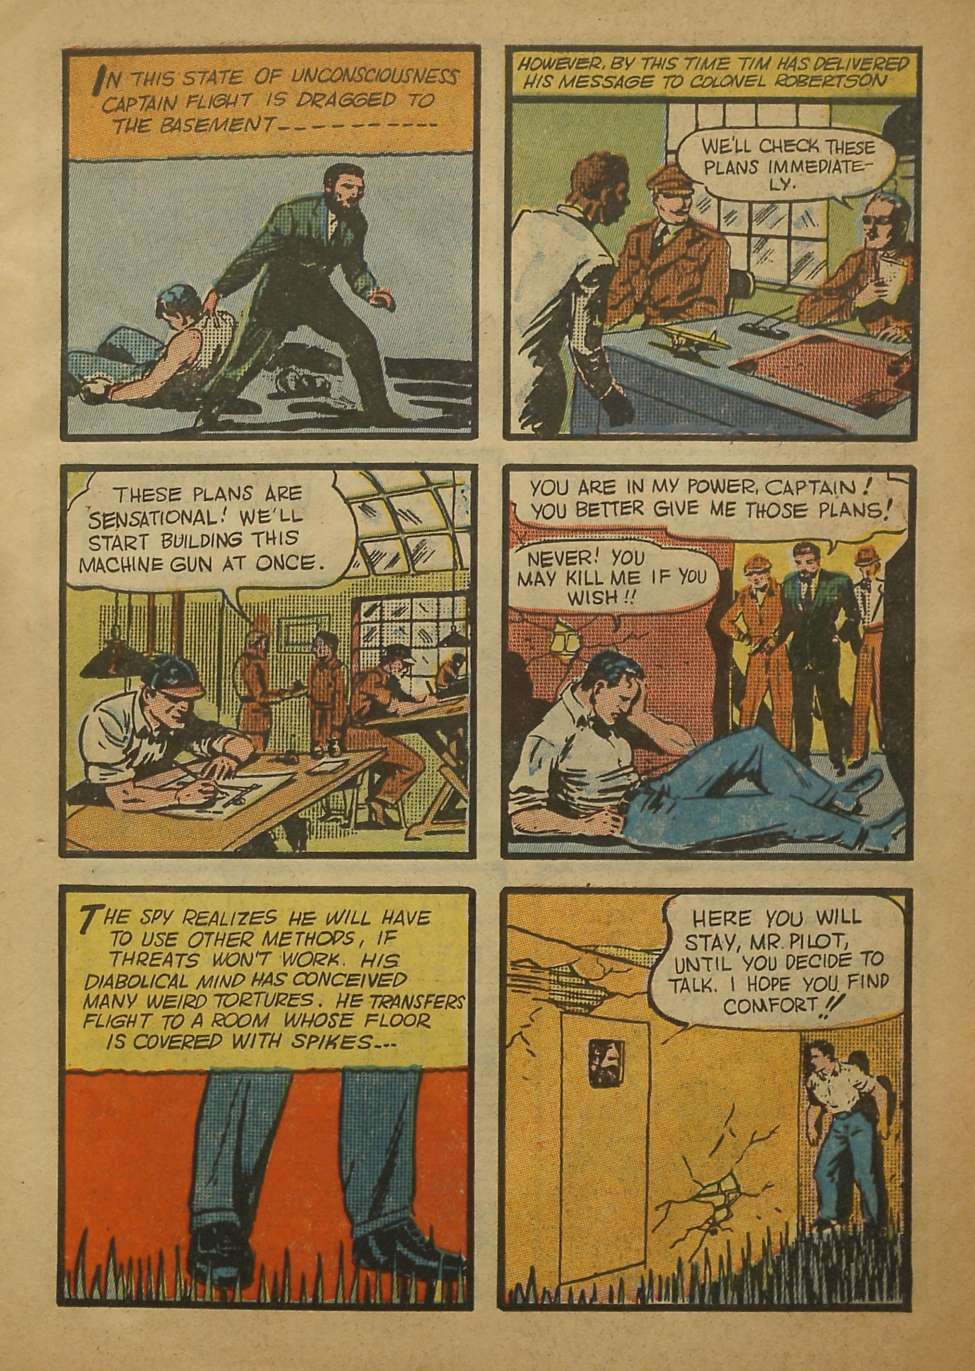 IN THIS STATE OF UNCONSCIOUSNESS
CAPTAIN FLIGHT IS DRAGGED TO
THE BASEMENT-----------
HOWEVER, BY THIS TIME TIM HAS DELIVERED
HIS MESSAGE TO COLONEL ROBERTSON
WE'LL CHECK THESE
PLANS IMMEDIATE-
LY.
THESE PLANS ARE
SENSATIONAL! WE'LL
START BUILDING THIS
MACHINE GUN AT ONCE.
YOU ARE IN MY POWER, CAPTAIN!
YOU BETTER GIVE ME THOSE PLANS!
NEVER! YOU
MAY KILL ME IF YOU
WISH!!
THE SPY REALIZES HE WILL HAVE
TO USE OTHER METHODS, IF
THREATS WON'T WORK. HIS
DIABOLICAL MIND HAS CONCEIVED
MANY WEIRD TORTURES. HE TRANSFERS
FLIGHT TO A ROOM WHOSE FLOOR
IS COVERED WITH SPIKES---
HERE YOU WILL
STAY, MR. PILOT,
UNTIL YOU DECIDE TO
TALK. I HOPE YOU FIND
COMFORT!!